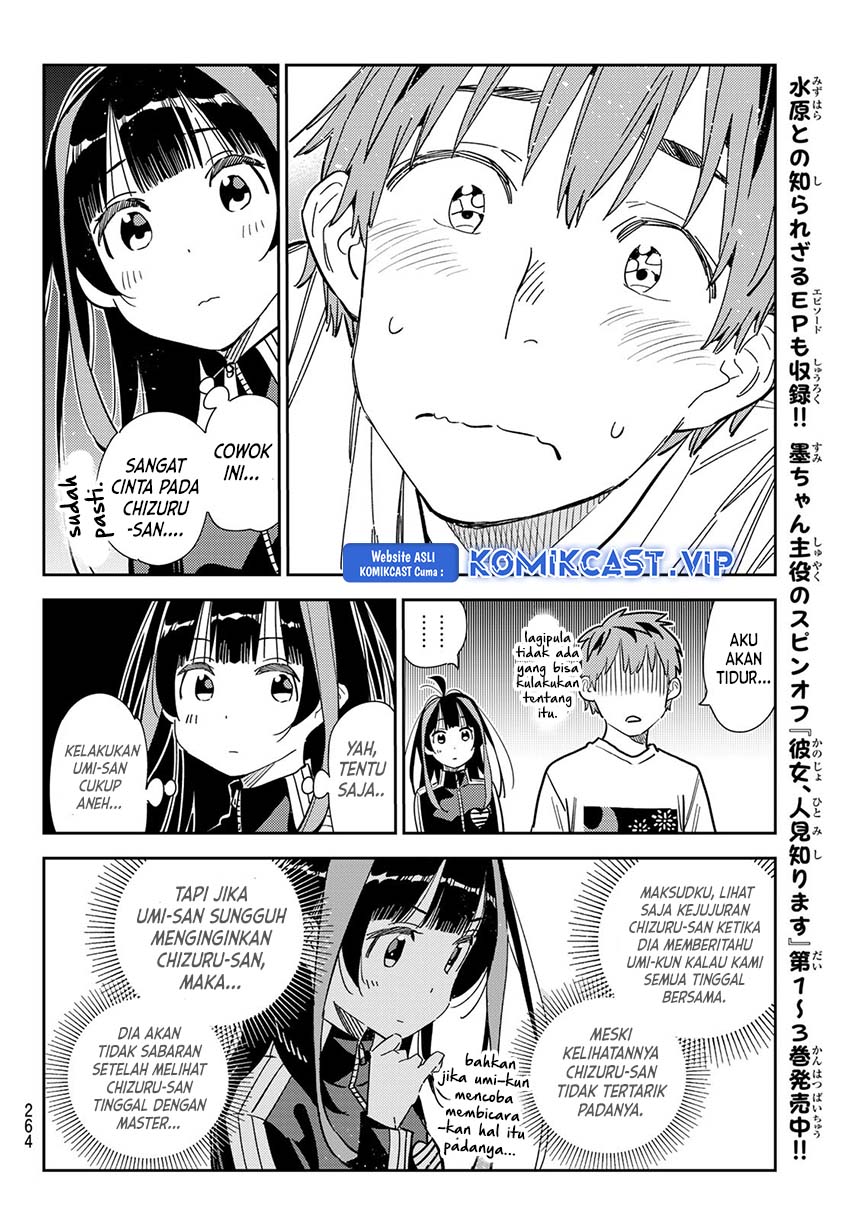 水原との知られざるEPも収録!! 墨ちゃん主役のスピンオフ『彼女、人見知ります』第1〜3巻発売中!!
みずはら
し
エピソード
しゅうろく
すみ
しゅやく
かのじょ
ひとみし
だい
かんはつばいちゅう
COWOK
INI...
SANGAT
CINTA PADA
CHIZURU
-SAN....
sudah
pasti.
Website ASLI
KOMIKCAST Cuma :
KOMIKCAST.VIP
AKU
AKAN
TIDUR...
lagipula
tidak ada
yang bisa
kulakukan
tentang
itu.
......
YAH,
TENTU
SAJA..
KELAKUKAN
UMI-SAN
CUKUP
ANEH...
MAKSUDKU, LIHAT
SAJA KEJUJURAN
CHIZURU-SAN KETIKA
DIA MEMBERITAHU
UMI-KUN KALAU KAMI
SEMUA TINGGAL
BERSAMA.
MESKI
KELIHATANNYA
CHIZURU-SAN
TIDAK TERTARIK
PADANYA.
bahkan
jika umi-kun
mencoba
membicara
-kan hal itu
padanya.
TAPI JIKA
UMI-SAN SUNGGUH
MENGINGINKAN
CHIZURU-SAN,
MAKA...
DIA AKAN
TIDAK SABARAN
SETELAH MELIHAT
CHIZURU-SAN
TINGGAL DENGAN
MASTER...
264